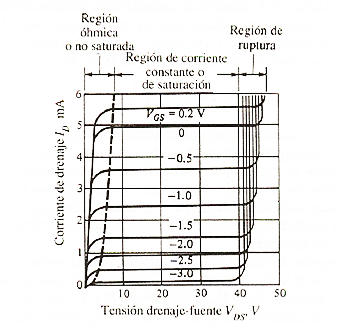 Región
óhmica
o no saturada
Región de corriente
constante o
de saturación
Región de
ruptura
Corriente de drenaje I_D, mA
6
5
4
3
2
1
0
V_GS = 0.2 V
0
−0.5
−1.0
−1.5
−2.0
−2.5
−3.0
10
20
30
40
50
Tensión drenaje-fuente V_DS, V